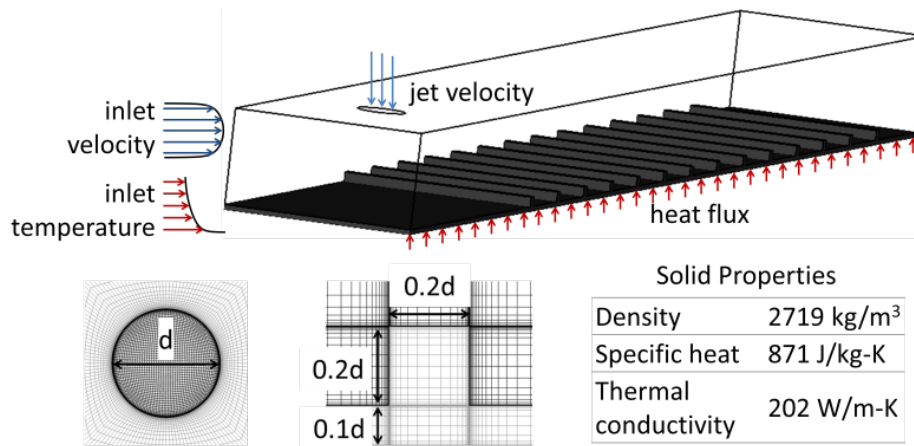 jet velocity
inlet
velocity
inlet
temperature
heat flux
d
0.2d
0.2d
0.1d
Solid Properties
Density 2719 kg/m³
Specific heat 871 J/kg-K
Thermal
conductivity 202 W/m-K